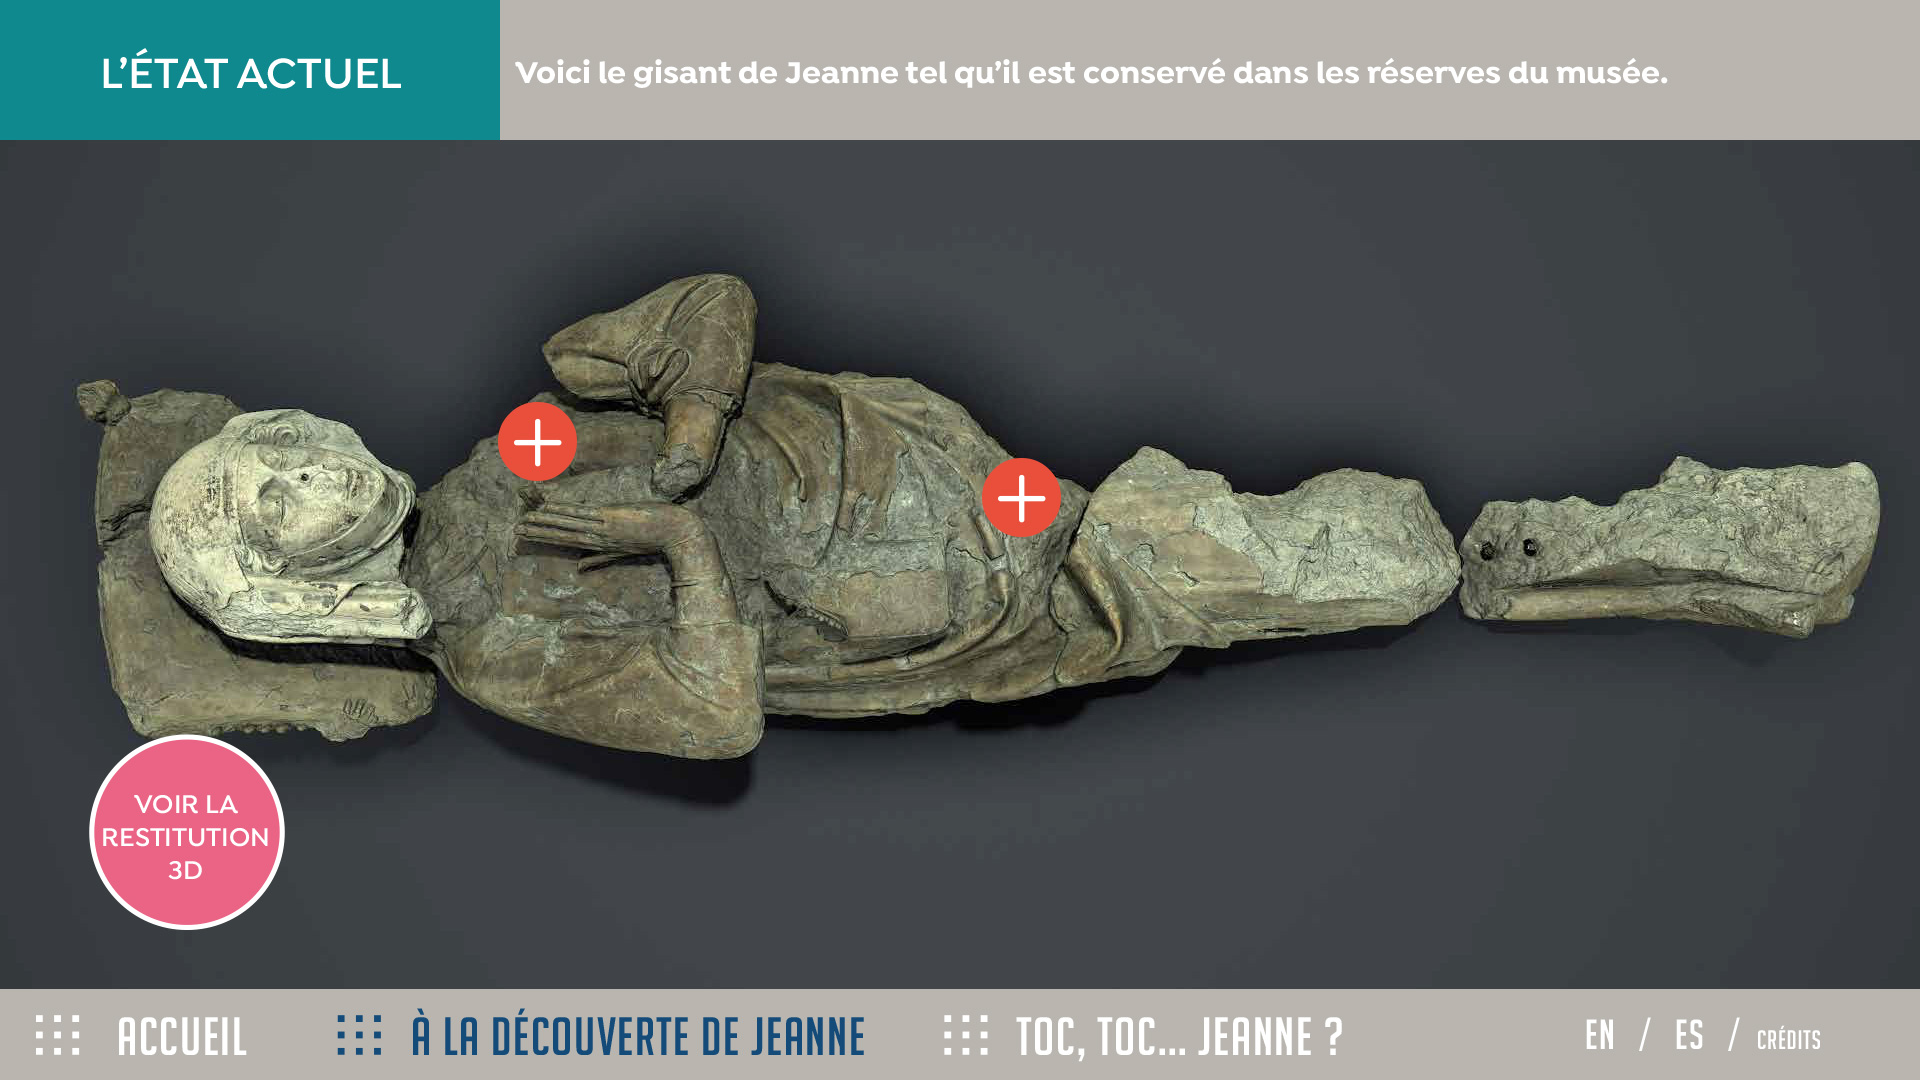 L’ÉTAT ACTUEL
Voici le gisant de Jeanne tel qu’il est conservé dans les réserves du musée.
VOIR LA
RESTITUTION
3D
ACCUEIL
À LA DÉCOUVERTE DE JEANNE
TOC, TOC... JEANNE ?
EN / ES / CRÉDITS